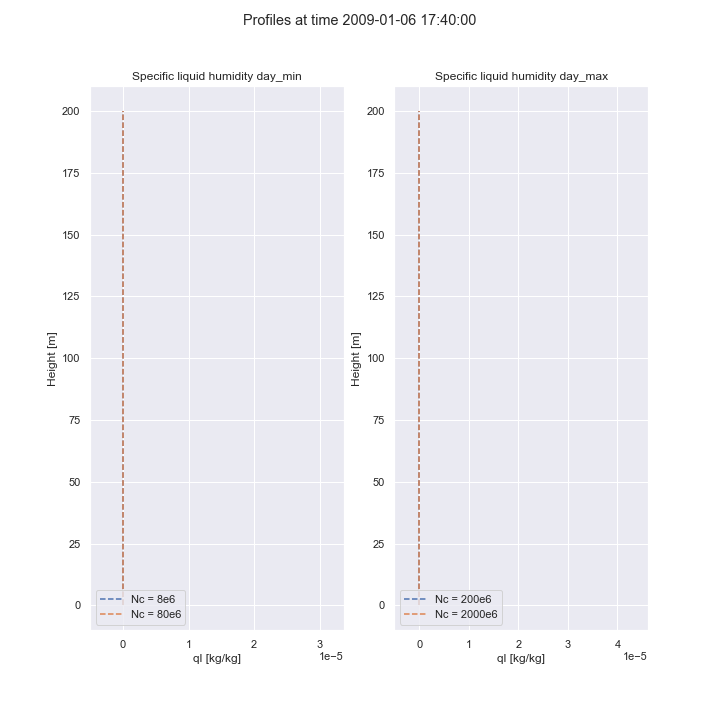 Profiles at time 2009-01-06 17:40:00
Specific liquid humidity day_min
Height [m]
200
175
150
125
100
75
50
25
0
Nc = 8e6
Nc = 80e6
0 1 2 3
1e−5
ql [kg/kg]
Specific liquid humidity day_max
Height [m]
200
175
150
125
100
75
50
25
0
Nc = 200e6
Nc = 2000e6
0 1 2 3 4
1e−5
ql [kg/kg]